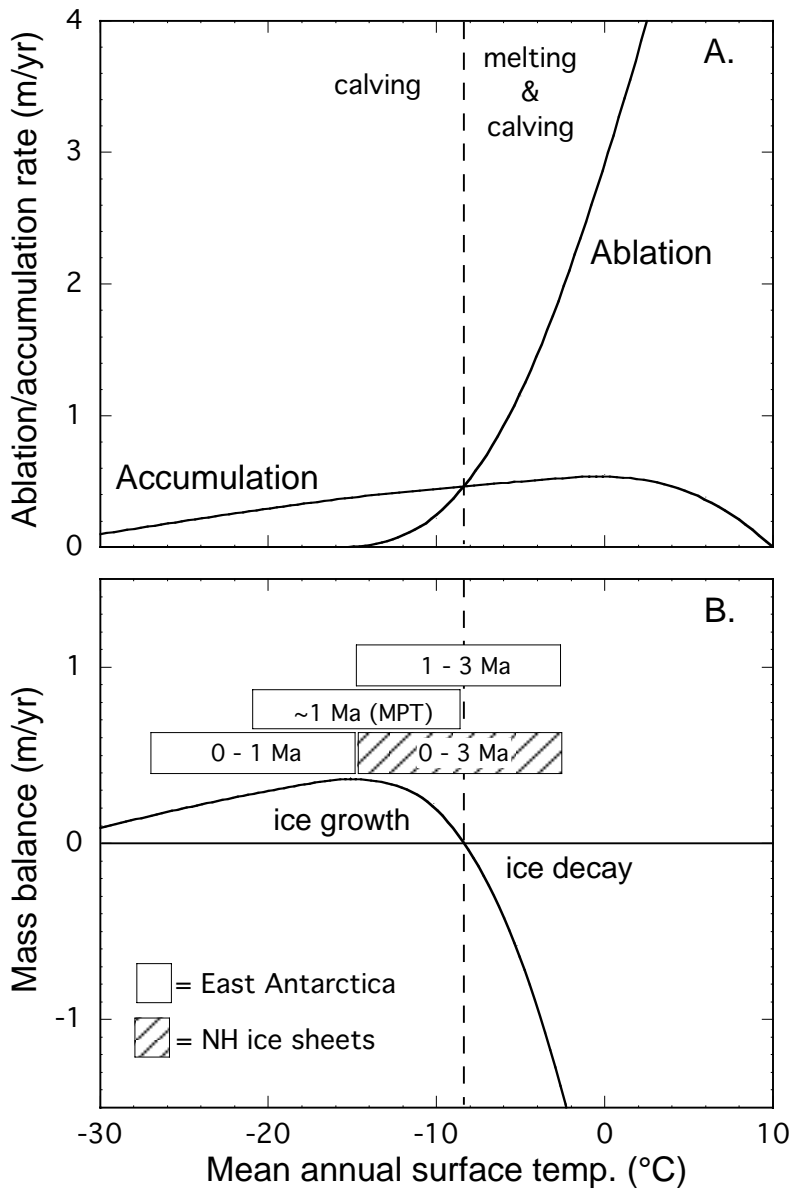 4
3
2
1
0
Ablation/accumulation rate (m/yr)
A.
calving
melting
&
calving
Ablation
Accumulation
1
0
-1
Mass balance (m/yr)
B.
1 - 3 Ma
~1 Ma (MPT)
0 - 1 Ma
0 - 3 Ma
ice growth
ice decay
= East Antarctica
= NH ice sheets
-30
-20
-10
0
10
Mean annual surface temp. (°C)